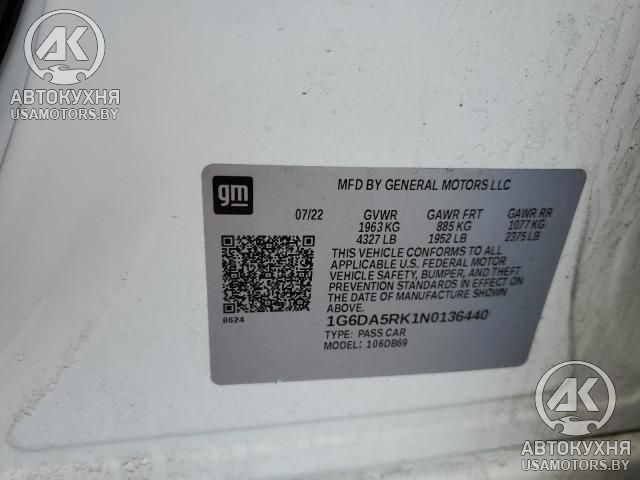 AK
АВТОКУХНЯ
USAMOTORS.BY
gm
MFD BY GENERAL MOTORS LLC
07/22 GVWR GAWR FRT GAWR RR
1963 KG 885 KG 1077 KG
4327 LB 1952 LB 2375 LB
THIS VEHICLE CONFORMS TO ALL
APPLICABLE U.S. FEDERAL MOTOR
VEHICLE SAFETY, BUMPER, AND THEFT
PREVENTION STANDARDS IN EFFECT ON
THE DATE OF MANUFACTURE SHOWN
ABOVE.
8624
1G6DA5RK1N0136440
TYPE: PASS CAR
MODEL: 106DB69
AK
АВТОКУХНЯ
USAMOTORS.BY